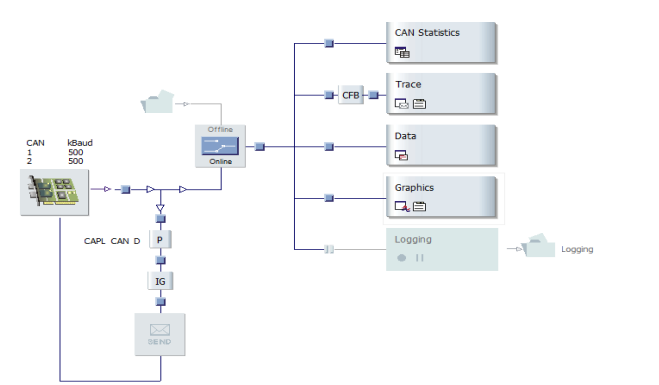 CAN Statistics
CFB
Trace
Offline
Online
Data
CAN kBaud
1 500
2 500
Graphics
CAPL CAN D
P
Logging
Logging
IG
SEND